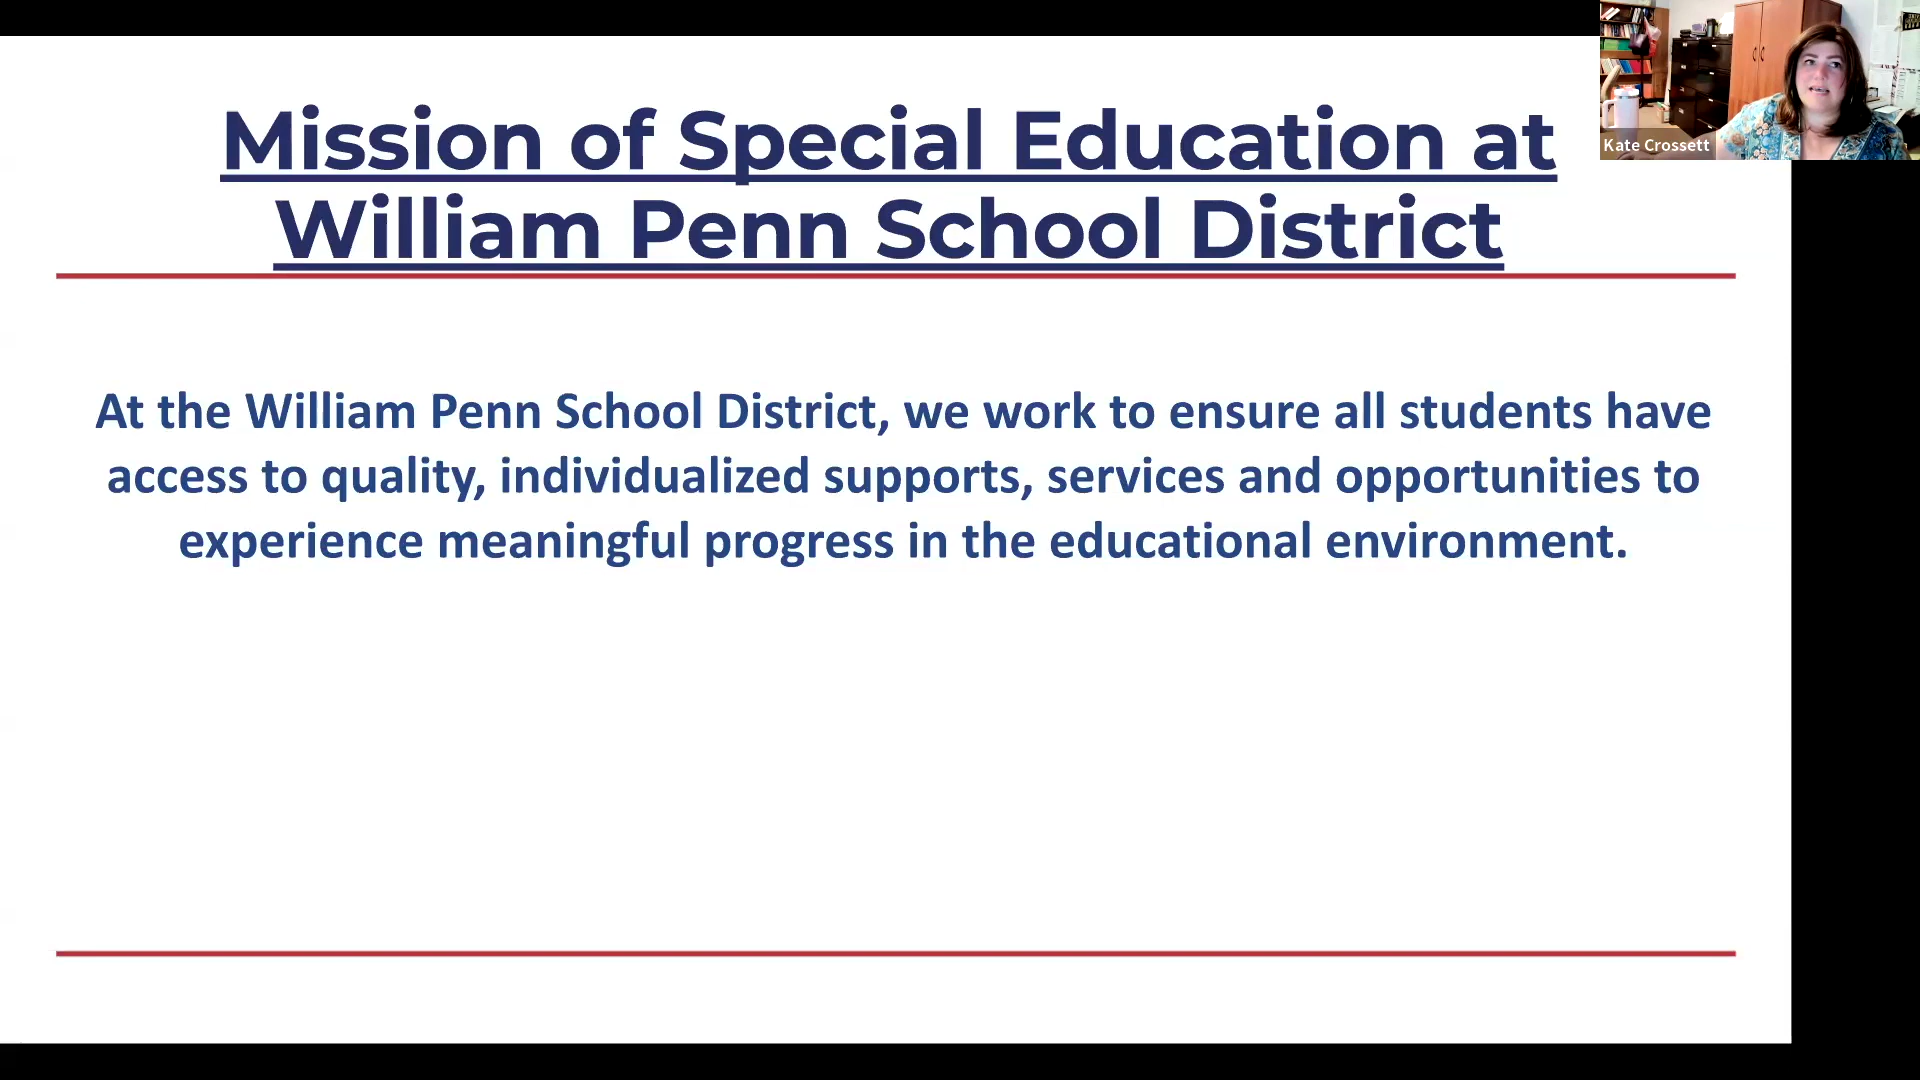 Mission of Special Education at
William Penn School District
At the William Penn School District, we work to ensure all students have
access to quality, individualized supports, services and opportunities to
experience meaningful progress in the educational environment.
Kate Crossett